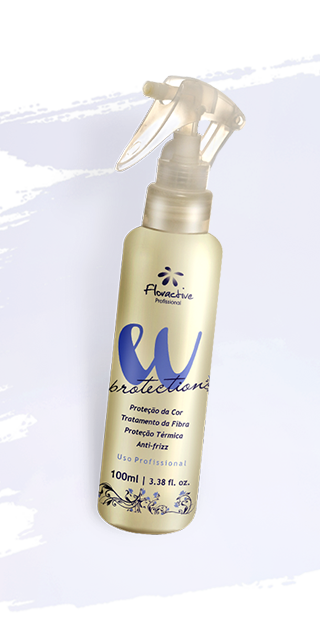 Floractive
Profissional
W
protection's
Proteção da Cor
Tratamento da Fibra
Proteção Térmica
Anti-frizz
Uso Profissional
100ml | 3.38 fl. oz.